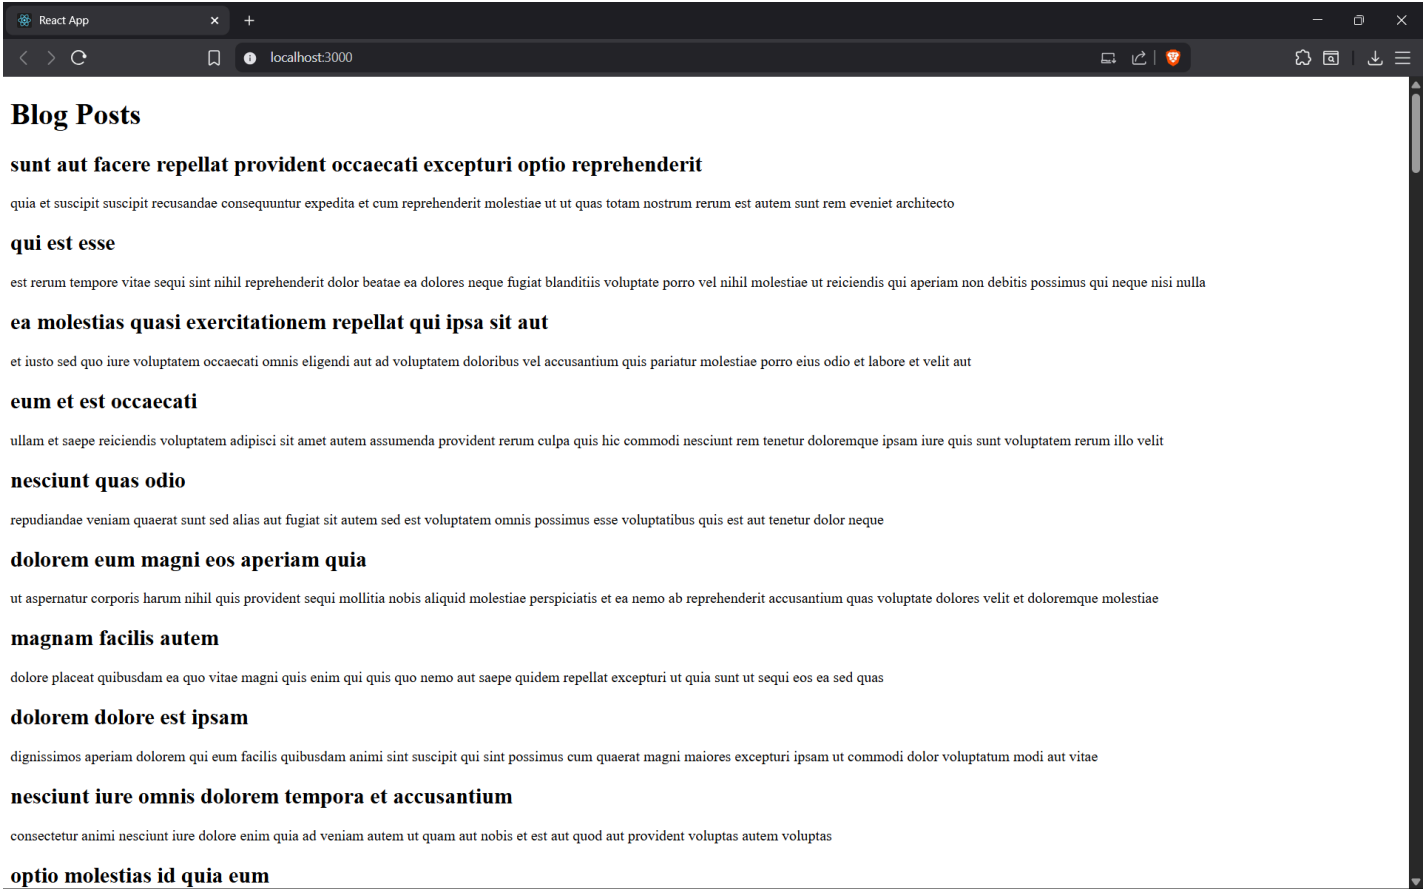 React App
localhost:3000
Blog Posts
sunt aut facere repellat provident occaecati excepturi optio reprehenderit
quia et suscipit suscipit recusandae consequuntur expedita et cum reprehenderit molestiae ut ut quas totam nostrum rerum est autem sunt rem eveniet architecto
qui est esse
est rerum tempore vitae sequi sint nihil reprehenderit dolor beatae ea dolores neque fugiat blanditiis voluptate porro vel nihil molestiae ut reiciendis qui aperiam non debitis possimus qui neque nisi nulla
ea molestias quasi exercitationem repellat qui ipsa sit aut
et iusto sed quo iure voluptatem occaecati omnis eligendi aut ad voluptatem doloribus vel accusantium quis pariatur molestiae porro eius odio et labore et velit aut
eum et est occaecati
ullam et saepe reiciendis voluptatem adipisci sit amet autem assumenda provident rerum culpa quis hic commodi nesciunt rem tenetur doloremque ipsam iure quis sunt voluptatem rerum illo velit
nesciunt quas odio
repudiandae veniam quaerat sunt sed alias aut fugiat sit autem sed est voluptatem omnis possimus esse voluptatibus quis est aut tenetur dolor neque
dolorem eum magni eos aperiam quia
ut aspernatur corporis harum nihil quis provident sequi mollitia nobis aliquid molestiae perspiciatis et ea nemo ab reprehenderit accusantium quas voluptate dolores velit et doloremque molestiae
magnam facilis autem
dolore placeat quibusdam ea quo vitae magni quis enim qui quis quo nemo aut saepe quidem repellat excepturi ut quia sunt ut sequi eos ea sed quas
dolorem dolore est ipsam
dignissimos aperiam dolorem qui eum facilis quibusdam animi sint suscipit qui sint possimus cum quaerat magni maiores excepturi ipsam ut commodi dolor voluptatum modi aut vitae
nesciunt iure omnis dolorem tempora et accusantium
consectetur animi nesciunt iure dolore enim quia ad veniam autem ut quam aut nobis et est aut quod aut provident voluptas autem voluptas
optio molestias id quia eum